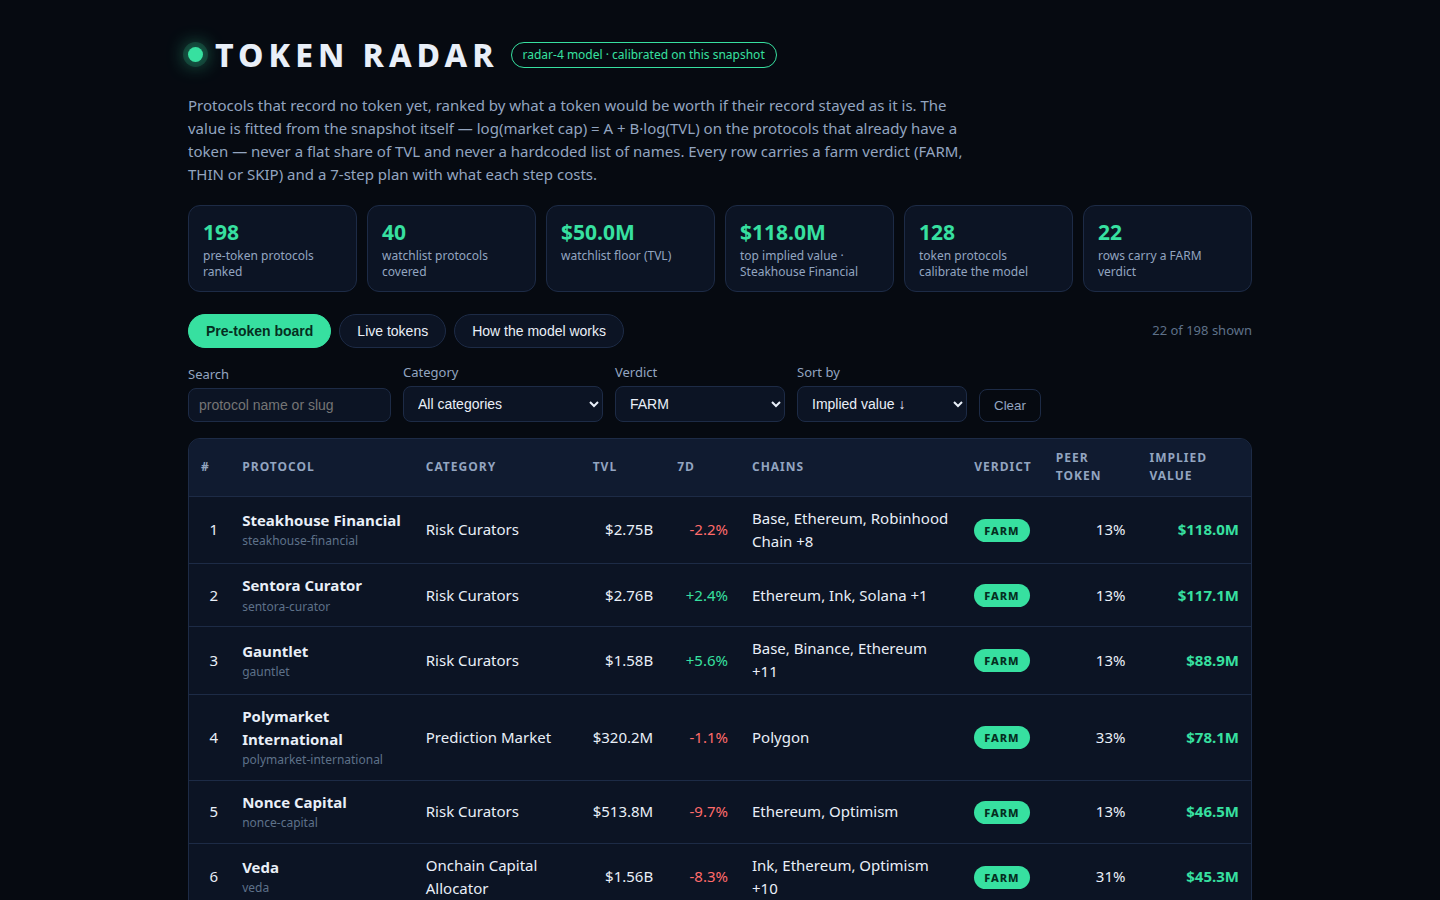 TOKEN RADAR
radar-4 model · calibrated on this snapshot
Protocols that record no token yet, ranked by what a token would be worth if their record stayed as it is. The
value is fitted from the snapshot itself — log(market cap) = A + B·log(TVL) on the protocols that already have a
token — never a flat share of TVL and never a hardcoded list of names. Every row carries a farm verdict (FARM,
THIN or SKIP) and a 7-step plan with what each step costs.
198
pre-token protocols
ranked
40
watchlist protocols
covered
$50.0M
watchlist floor (TVL)
$118.0M
top implied value ·
Steakhouse Financial
128
token protocols
calibrate the model
22
rows carry a FARM
verdict
Pre-token board
Live tokens
How the model works
22 of 198 shown
Search
protocol name or slug
Category
All categories
Verdict
FARM
Sort by
Implied value ↓
Clear
# PROTOCOL CATEGORY TVL 7D CHAINS VERDICT PEER TOKEN IMPLIED VALUE
1 Steakhouse Financial Risk Curators $2.75B -2.2% Base, Ethereum, Robinhood FARM 13% $118.0M
steakhouse-financial Chain +8
2 Sentora Curator Risk Curators $2.76B +2.4% Ethereum, Ink, Solana +1 FARM 13% $117.1M
sentora-curator
3 Gauntlet Risk Curators $1.58B +5.6% Base, Binance, Ethereum FARM 13% $88.9M
gauntlet +11
4 Polymarket Prediction Market $320.2M -1.1% Polygon FARM 33% $78.1M
International
polymarket-international
5 Nonce Capital Risk Curators $513.8M -9.7% Ethereum, Optimism FARM 13% $46.5M
nonce-capital
6 Veda Onchain Capital $1.56B -8.3% Ink, Ethereum, Optimism FARM 31% $45.3M
veda Allocator +10